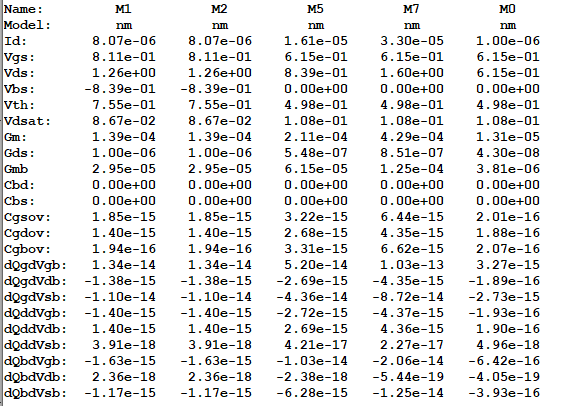 Name: M1 M2 M5 M7 M0
Model: nm nm nm nm nm
Id: 8.07e-06 8.07e-06 1.61e-05 3.30e-05 1.00e-06
Vgs: 8.11e-01 8.11e-01 6.15e-01 6.15e-01 6.15e-01
Vds: 1.26e+00 1.26e+00 8.39e-01 1.60e+00 6.15e-01
Vbs: -8.39e-01 -8.39e-01 0.00e+00 0.00e+00 0.00e+00
Vth: 7.55e-01 7.55e-01 4.98e-01 4.98e-01 4.98e-01
Vdsat: 8.67e-02 8.67e-02 1.08e-01 1.08e-01 1.08e-01
Gm: 1.39e-04 1.39e-04 2.11e-04 4.29e-04 1.31e-05
Gds: 1.00e-06 1.00e-06 5.48e-07 8.51e-07 4.30e-08
Gmb 2.95e-05 2.95e-05 6.15e-05 1.25e-04 3.81e-06
Cbd: 0.00e+00 0.00e+00 0.00e+00 0.00e+00 0.00e+00
Cbs: 0.00e+00 0.00e+00 0.00e+00 0.00e+00 0.00e+00
Cgsov: 1.85e-15 1.85e-15 3.22e-15 6.44e-15 2.01e-16
Cgdov: 1.40e-15 1.40e-15 2.68e-15 4.35e-15 1.88e-16
Cgbov: 1.94e-16 1.94e-16 3.31e-15 6.62e-15 2.07e-16
dQgdVgb: 1.34e-14 1.34e-14 5.20e-14 1.03e-13 3.27e-15
dQgdVdb: -1.38e-15 -1.38e-15 -2.69e-15 -4.35e-15 -1.89e-16
dQgdVsb: -1.10e-14 -1.10e-14 -4.36e-14 -8.72e-14 -2.73e-15
dQddVgb: -1.40e-15 -1.40e-15 -2.72e-15 -4.37e-15 -1.93e-16
dQddVdb: 1.40e-15 1.40e-15 2.69e-15 4.36e-15 1.90e-16
dQddVsb: 3.91e-18 3.91e-18 4.21e-17 2.27e-17 4.96e-18
dQbdVgb: -1.63e-15 -1.63e-15 -1.03e-14 -2.06e-14 -6.42e-16
dQbdVdb: 2.36e-18 2.36e-18 -2.38e-18 -5.44e-19 -4.05e-19
dQbdVsb: -1.17e-15 -1.17e-15 -6.28e-15 -1.25e-14 -3.93e-16